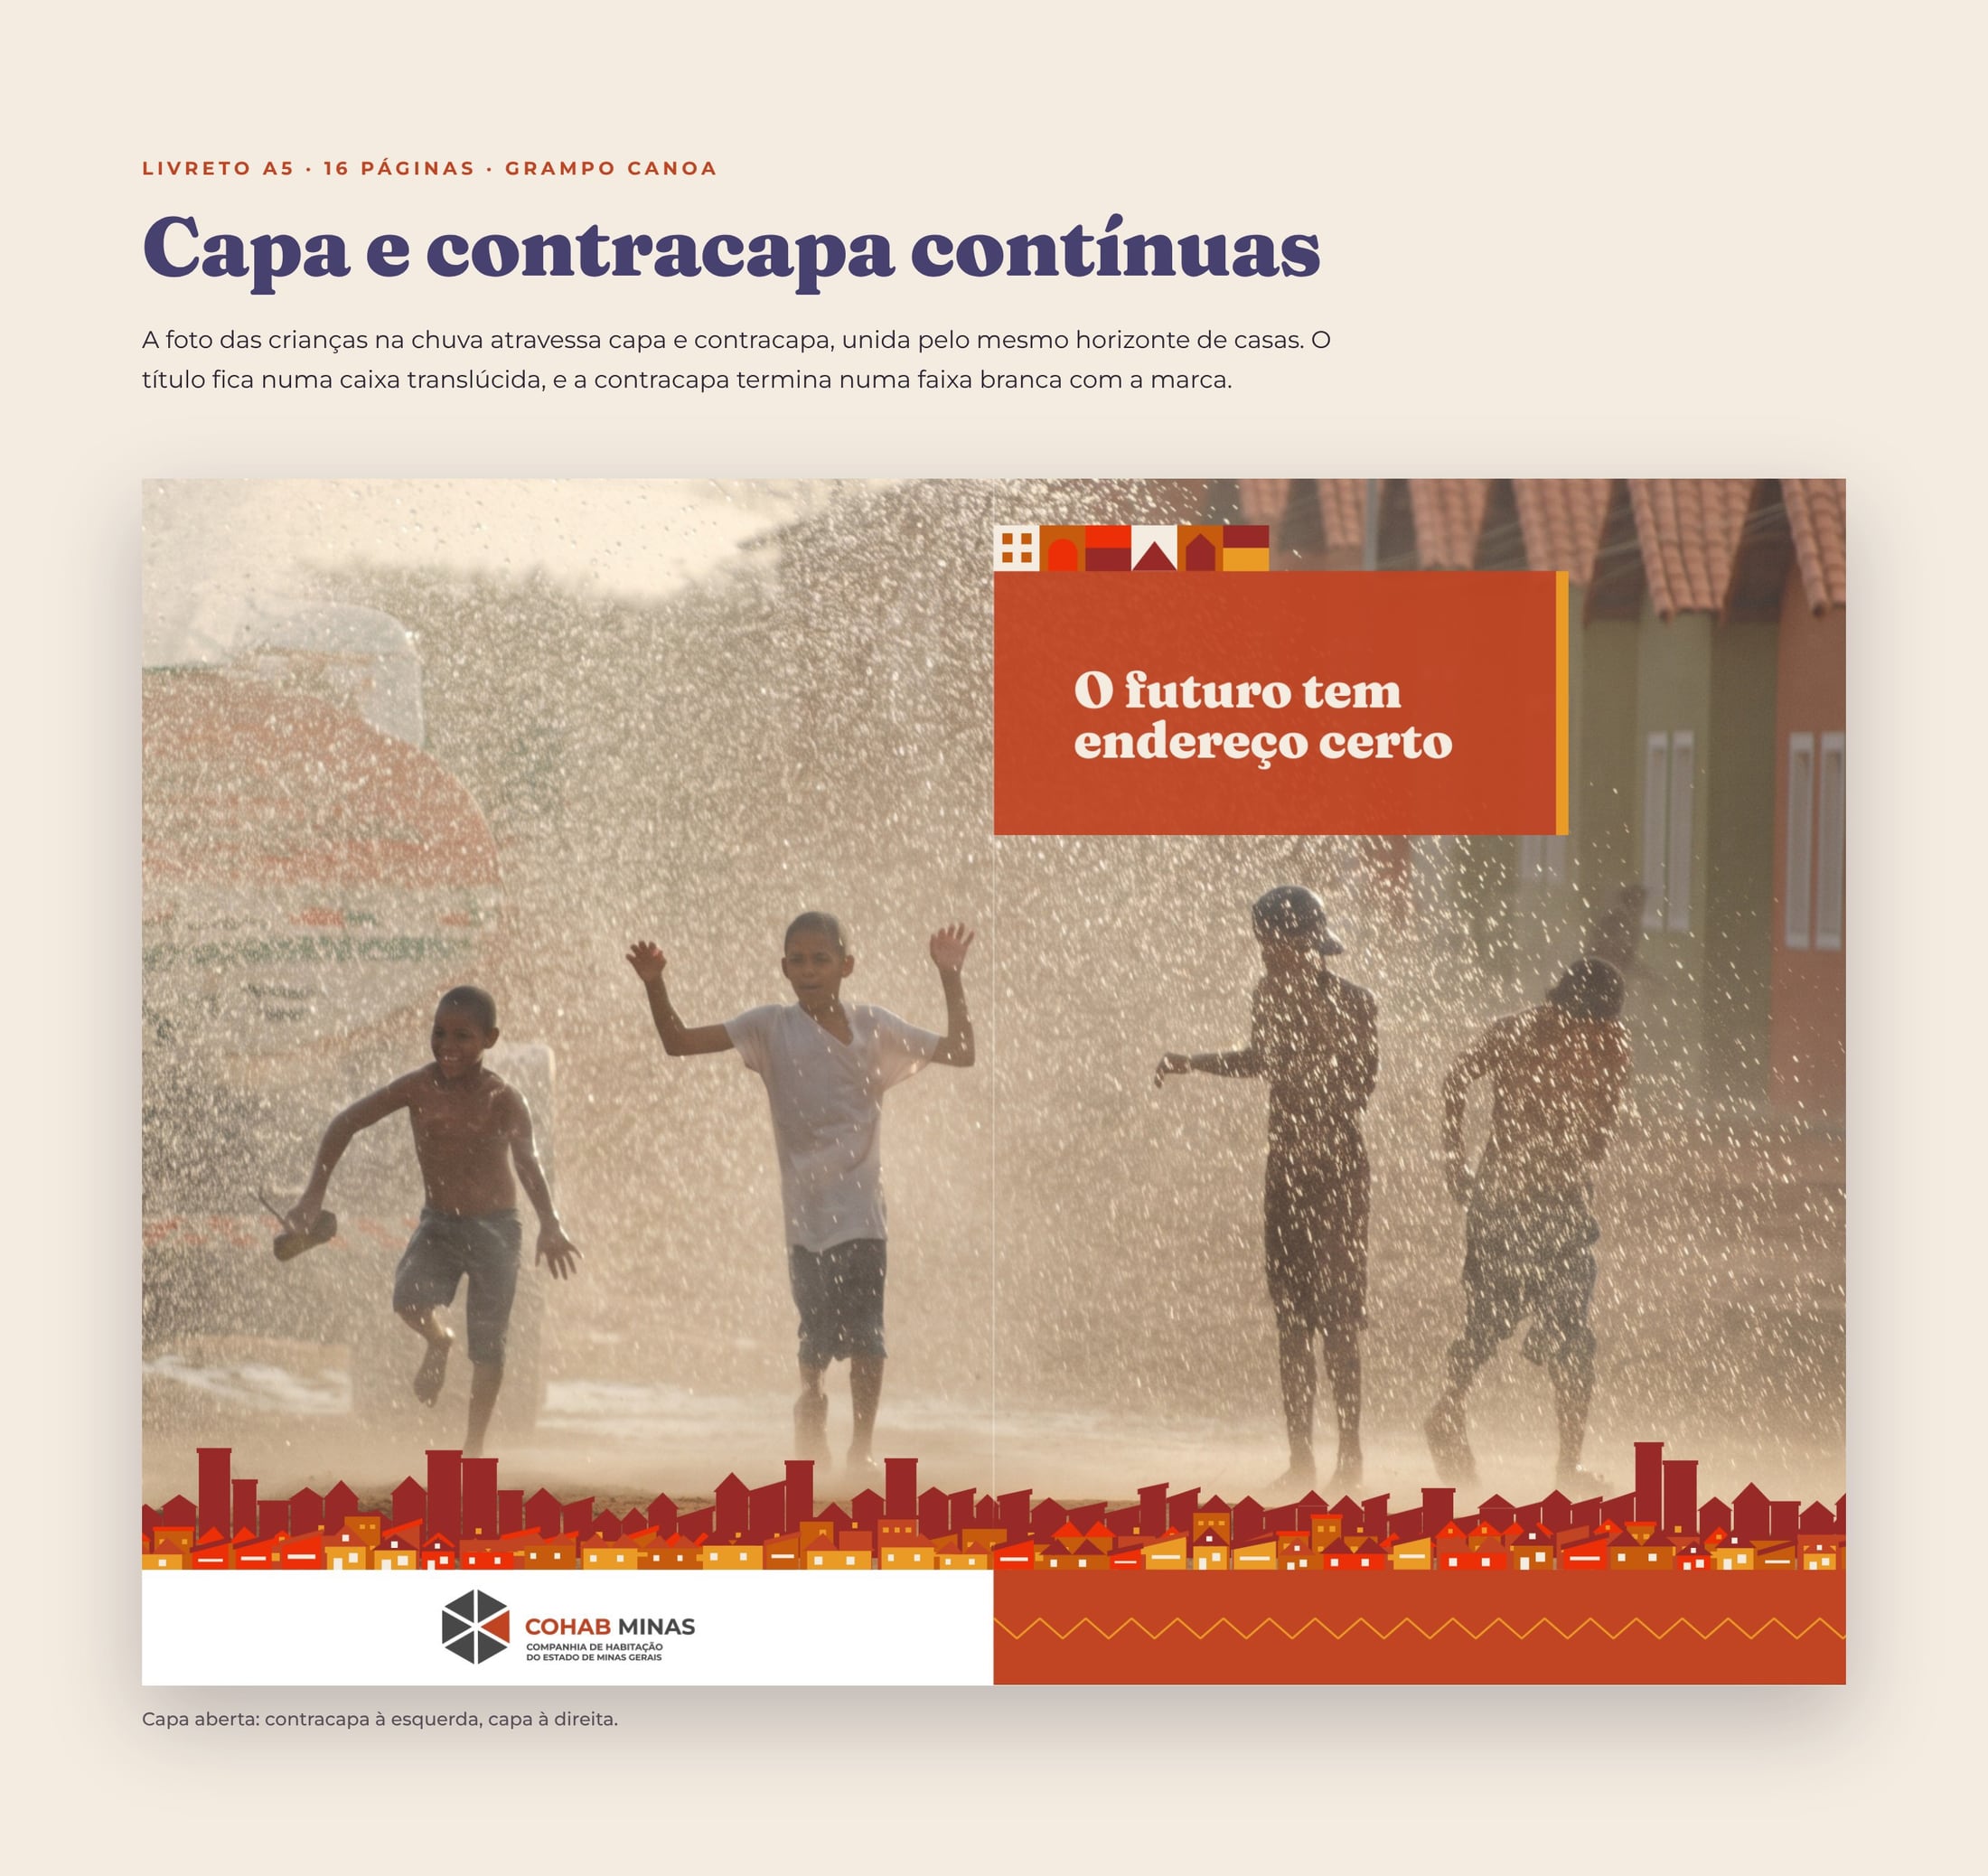 LIVRETO A5 · 16 PÁGINAS · GRAMPO CANOA
Capa e contracapa contínuas
A foto das crianças na chuva atravessa capa e contracapa, unida pelo mesmo horizonte de casas. O
título fica numa caixa translúcida, e a contracapa termina numa faixa branca com a marca.
O futuro tem
endereço certo
COHAB MINAS
COMPANHIA DE HABITAÇÃO
DO ESTADO DE MINAS GERAIS
Capa aberta: contracapa à esquerda, capa à direita.